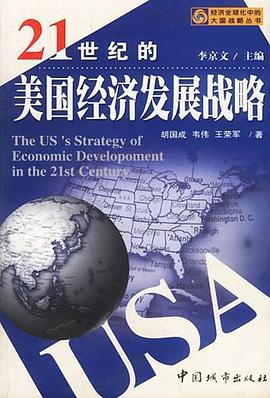 经济全球化中的
大国战略丛书
21世纪的
李京文/主编
美国经济发展战略
The US 's Strategy of
Economic Developoment
in the 21st Century
胡国成 韦伟 王荣军/著
USA
中国城市出版社